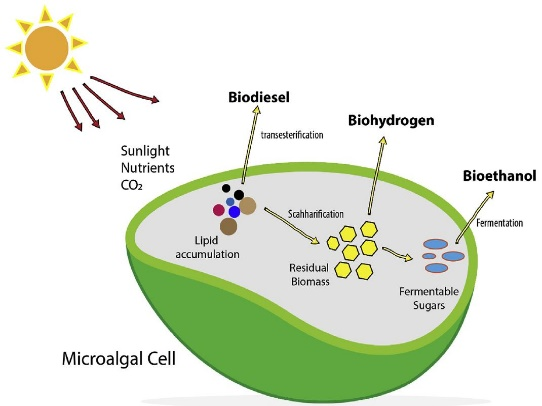 Biodiesel
transesterification
Biohydrogen
Sunlight
Nutrients
CO₂
Bioethanol
Scahharification
Fermentation
Lipid
accumulation
Residual
Biomass
Fermentable
Sugars
Microalgal Cell